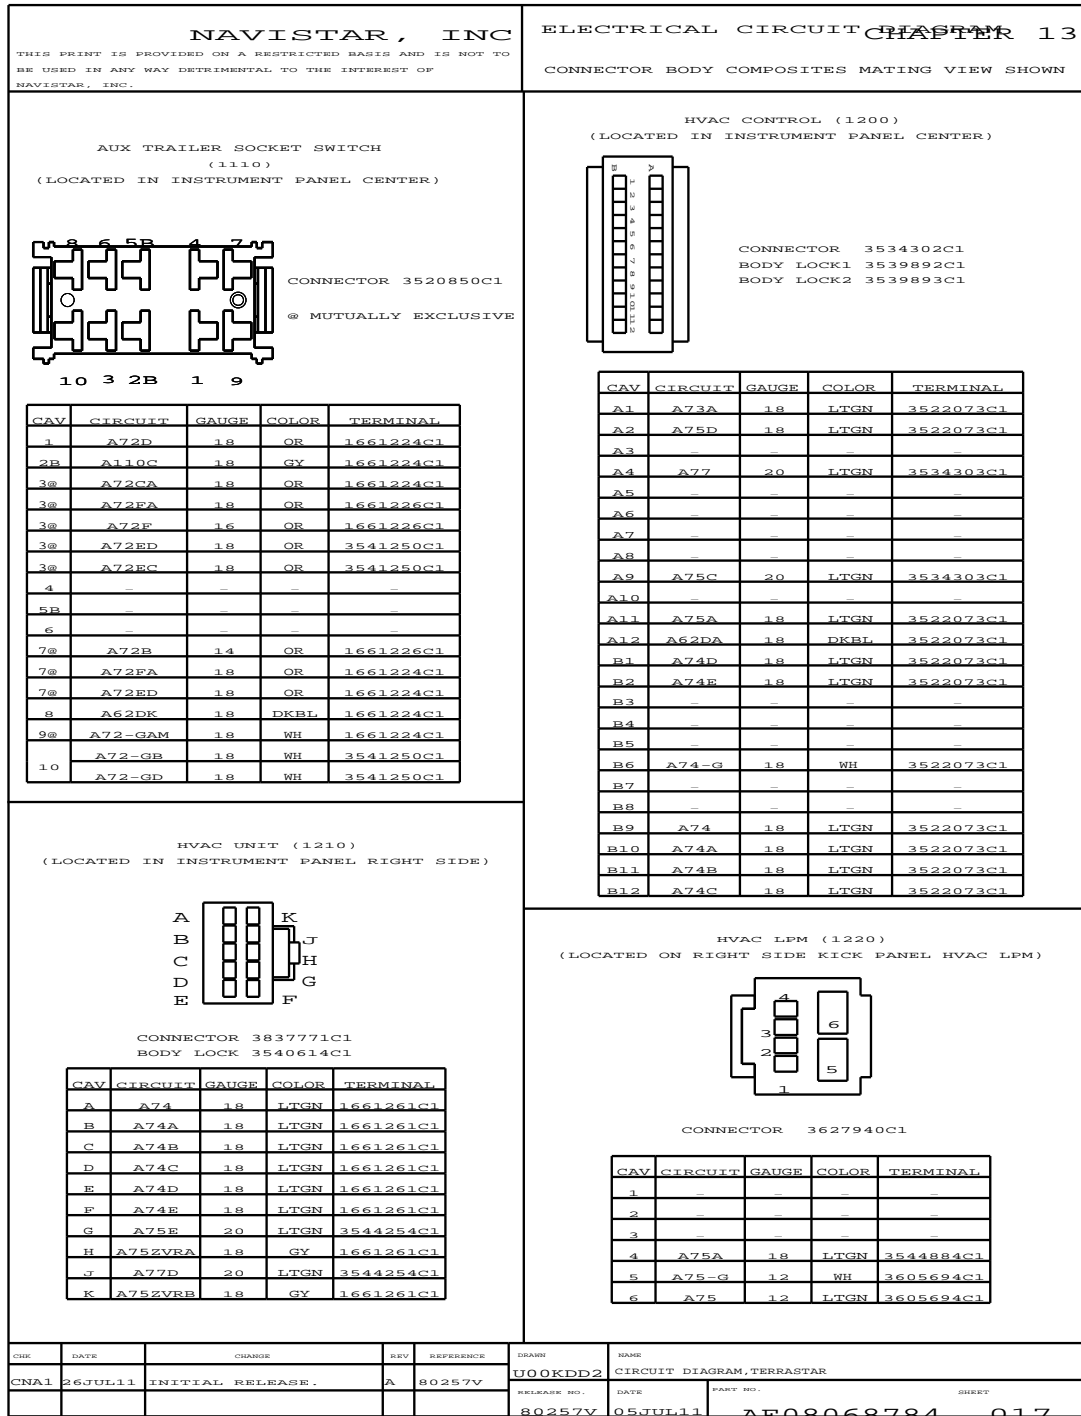 NAVISTAR, INC
THIS PRINT IS PROVIDED ON A RESTRICTED BASIS AND IS NOT TO
BE USED IN ANY WAY DETRIMENTAL TO THE INTEREST OF
NAVISTAR, INC.
ELECTRICAL CIRCUIT DIAGRAM
CHAPTER 13
CONNECTOR BODY COMPOSITES MATING VIEW SHOWN
AUX TRAILER SOCKET SWITCH
(1110)
(LOCATED IN INSTRUMENT PANEL CENTER)
8 6 5B 4 7
CONNECTOR 3520850C1
@ MUTUALLY EXCLUSIVE
10 3 2B 1 9
CAV CIRCUIT GAUGE COLOR TERMINAL
1 A72D 18 OR 1661224C1
2B A110C 18 GY 1661224C1
3@ A72CA 18 OR 1661224C1
3@ A72FA 18 OR 1661226C1
3@ A72F 16 OR 1661226C1
3@ A72ED 18 OR 3541250C1
3@ A72EC 18 OR 3541250C1
4 – – – –
5B – – – –
6 – – – –
7@ A72B 14 OR 1661226C1
7@ A72FA 18 OR 1661224C1
7@ A72ED 18 OR 1661224C1
8 A62DK 18 DKBL 1661224C1
9@ A72-GAM 18 WH 1661224C1
10 A72-GB 18 WH 3541250C1
A72-GD 18 WH 3541250C1
HVAC CONTROL (1200)
(LOCATED IN INSTRUMENT PANEL CENTER)
B A
1
2
3
4
5
6
7
8
9
10
11
12
CONNECTOR 3534302C1
BODY LOCK1 3539892C1
BODY LOCK2 3539893C1
CAV CIRCUIT GAUGE COLOR TERMINAL
A1 A73A 18 LTGN 3522073C1
A2 A75D 18 LTGN 3522073C1
A3 – – – –
A4 A77 20 LTGN 3534303C1
A5 – – – –
A6 – – – –
A7 – – – –
A8 – – – –
A9 A75C 20 LTGN 3534303C1
A10 – – – –
A11 A75A 18 LTGN 3522073C1
A12 A62DA 18 DKBL 3522073C1
B1 A74D 18 LTGN 3522073C1
B2 A74E 18 LTGN 3522073C1
B3 – – – –
B4 – – – –
B5 – – – –
B6 A74-G 18 WH 3522073C1
B7 – – – –
B8 – – – –
B9 A74 18 LTGN 3522073C1
B10 A74A 18 LTGN 3522073C1
B11 A74B 18 LTGN 3522073C1
B12 A74C 18 LTGN 3522073C1
HVAC UNIT (1210)
(LOCATED IN INSTRUMENT PANEL RIGHT SIDE)
A K
B J
C H
D G
E F
CONNECTOR 3837771C1
BODY LOCK 3540614C1
CAV CIRCUIT GAUGE COLOR TERMINAL
A A74 18 LTGN 1661261C1
B A74A 18 LTGN 1661261C1
C A74B 18 LTGN 1661261C1
D A74C 18 LTGN 1661261C1
E A74D 18 LTGN 1661261C1
F A74E 18 LTGN 1661261C1
G A75E 20 LTGN 3544254C1
H A75ZVRA 18 GY 1661261C1
J A77D 20 LTGN 3544254C1
K A75ZVRB 18 GY 1661261C1
HVAC LPM (1220)
(LOCATED ON RIGHT SIDE KICK PANEL HVAC LPM)
4
3 6
2 5
1
CONNECTOR 3627940C1
CAV CIRCUIT GAUGE COLOR TERMINAL
1 – – – –
2 – – – –
3 – – – –
4 A75A 18 LTGN 3544884C1
5 A75-G 12 WH 3605694C1
6 A75 12 LTGN 3605694C1
CHK DATE CHANGE REV REFERENCE
CNA1 26JUL11 INITIAL RELEASE. A 80257V
DRAWN NAME
U00KDD2 CIRCUIT DIAGRAM,TERRASTAR
RELEASE NO. DATE PART NO. SHEET
80257V 05JUL11 AE08068784 017